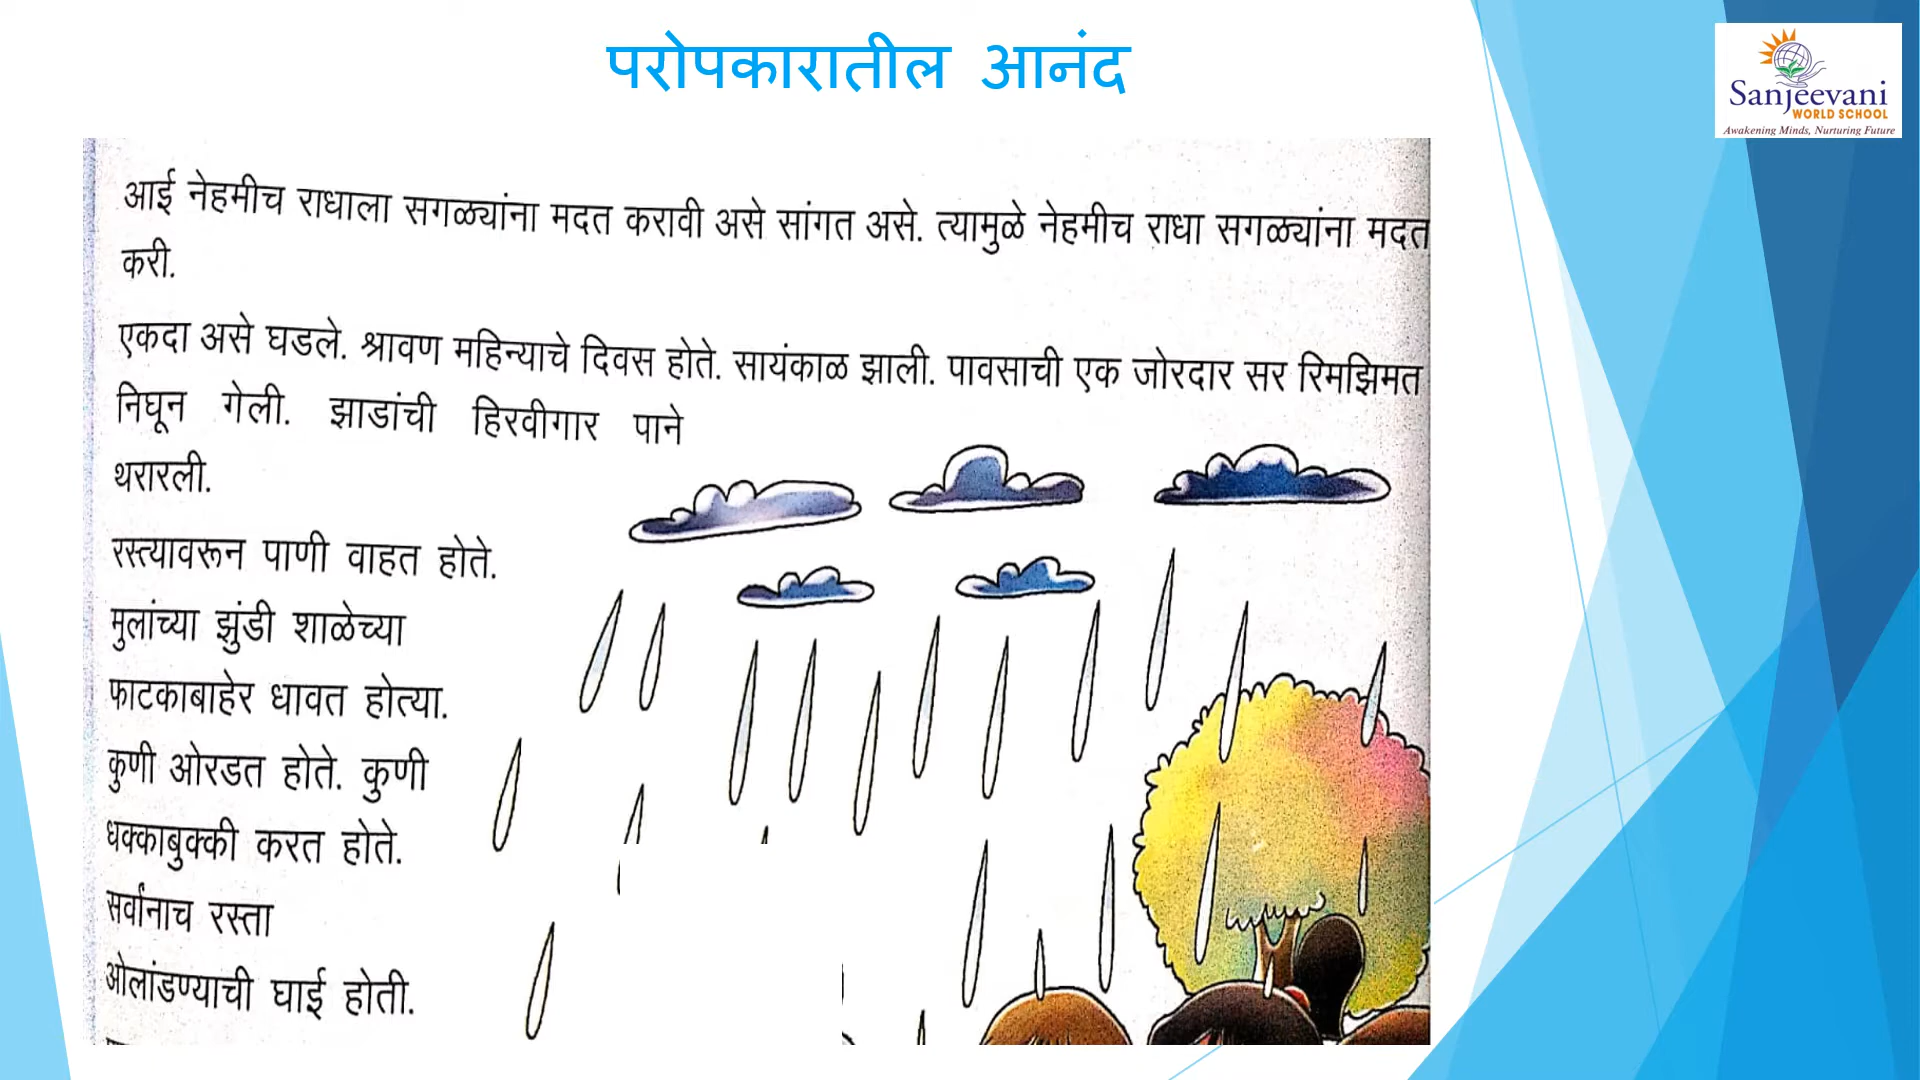 परोपकारातील आनंद
Sanjeevani
WORLD SCHOOL
Awakening Minds, Nurturing Future
आई नेहमीच राधाला सगळ्यांना मदत करावी असे सांगत असे. त्यामुळे नेहमीच राधा सगळ्यांना मदत
करी.
एकदा असे घडले. श्रावण महिन्याचे दिवस होते. सायंकाळ झाली. पावसाची एक जोरदार सर रिमझिमत
निघून गेली. झाडांची हिरवीगार पाने
थरारली.
रस्त्यावरून पाणी वाहत होते.
मुलांच्या झुंडी शाळेच्या
फाटकाबाहेर धावत होत्या.
कुणी ओरडत होते. कुणी
धक्काबुक्की करत होते.
सर्वांनाच रस्ता
ओलांडण्याची घाई होती.